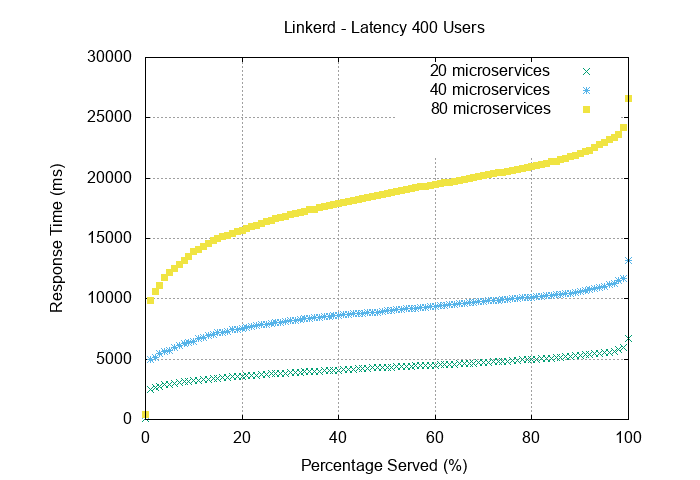 Linkerd - Latency 400 Users
30000
25000
20000
15000
10000
5000
0
Response Time (ms)
20 microservices
40 microservices
80 microservices
0 20 40 60 80 100
Percentage Served (%)